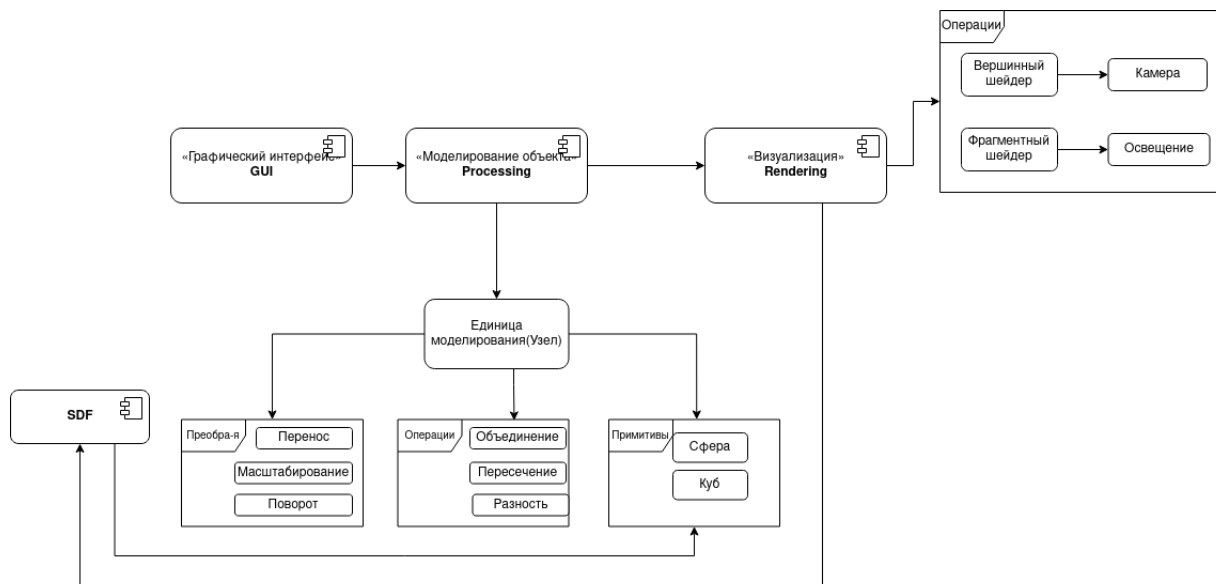 Операции
Вершинный
шейдер
Камера
Фрагментный
шейдер
Освещение
«Графический интерфейс»
GUI
«Моделирование объекта»
Processing
«Визуализация»
Rendering
Единица
моделирования(Узел)
SDF
Преобра-я
Перенос
Масштабирование
Поворот
Операции
Объединение
Пересечение
Разность
Примитивы
Сфера
Куб